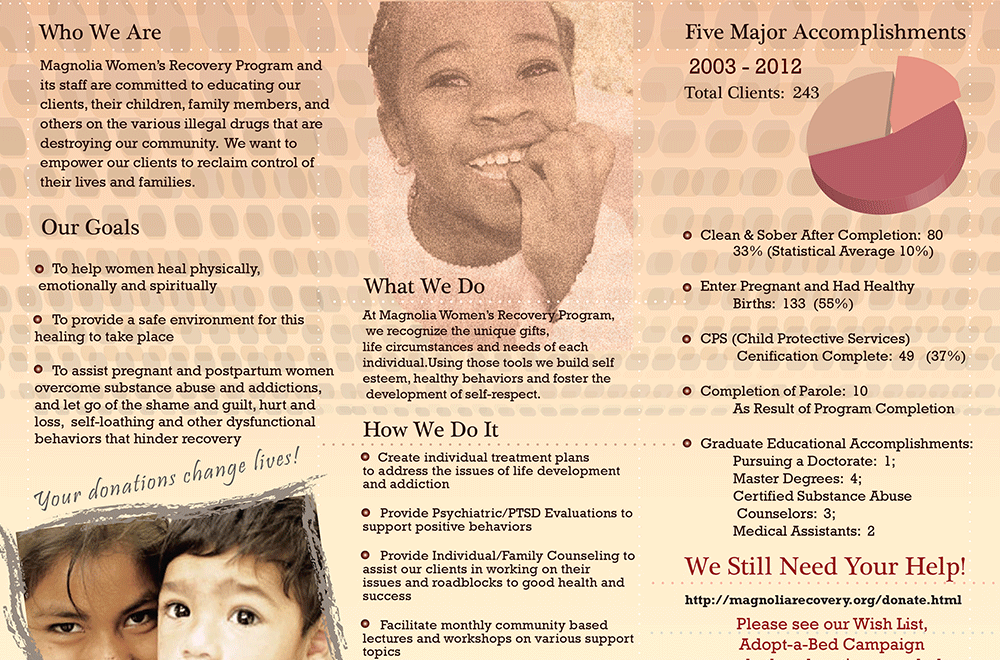 Who We Are
Magnolia Women's Recovery Program and
its staff are committed to educating our
clients, their children, family members, and
others on the various illegal drugs that are
destroying our community. We want to
empower our clients to reclaim control of
their lives and families.
Our Goals
To help women heal physically,
emotionally and spiritually
To provide a safe environment for this
healing to take place
To assist pregnant and postpartum women
overcome substance abuse and addictions,
and let go of the shame and guilt, hurt and
loss, self-loathing and other dysfunctional
behaviors that hinder recovery
Your donations change lives!
What We Do
At Magnolia Women's Recovery Program,
we recognize the unique gifts,
life circumstances and needs of each
individual.Using those tools we build self
esteem, healthy behaviors and foster the
development of self-respect.
How We Do It
Create individual treatment plans
to address the issues of life development
and addiction
Provide Psychiatric/PTSD Evaluations to
support positive behaviors
Provide Individual/Family Counseling to
assist our clients in working on their
issues and roadblocks to good health and
success
Facilitate monthly community based
lectures and workshops on various support
topics
Five Major Accomplishments
2003 - 2012
Total Clients: 243
Clean & Sober After Completion: 80
33% (Statistical Average 10%)
Enter Pregnant and Had Healthy
Births: 133 (55%)
CPS (Child Protective Services)
Cenification Complete: 49 (37%)
Completion of Parole: 10
As Result of Program Completion
Graduate Educational Accomplishments:
Pursuing a Doctorate: 1;
Master Degrees: 4;
Certified Substance Abuse
Counselors: 3;
Medical Assistants: 2
We Still Need Your Help!
http://magnoliarecovery.org/donate.html
Please see our Wish List,
Adopt-a-Bed Campaign